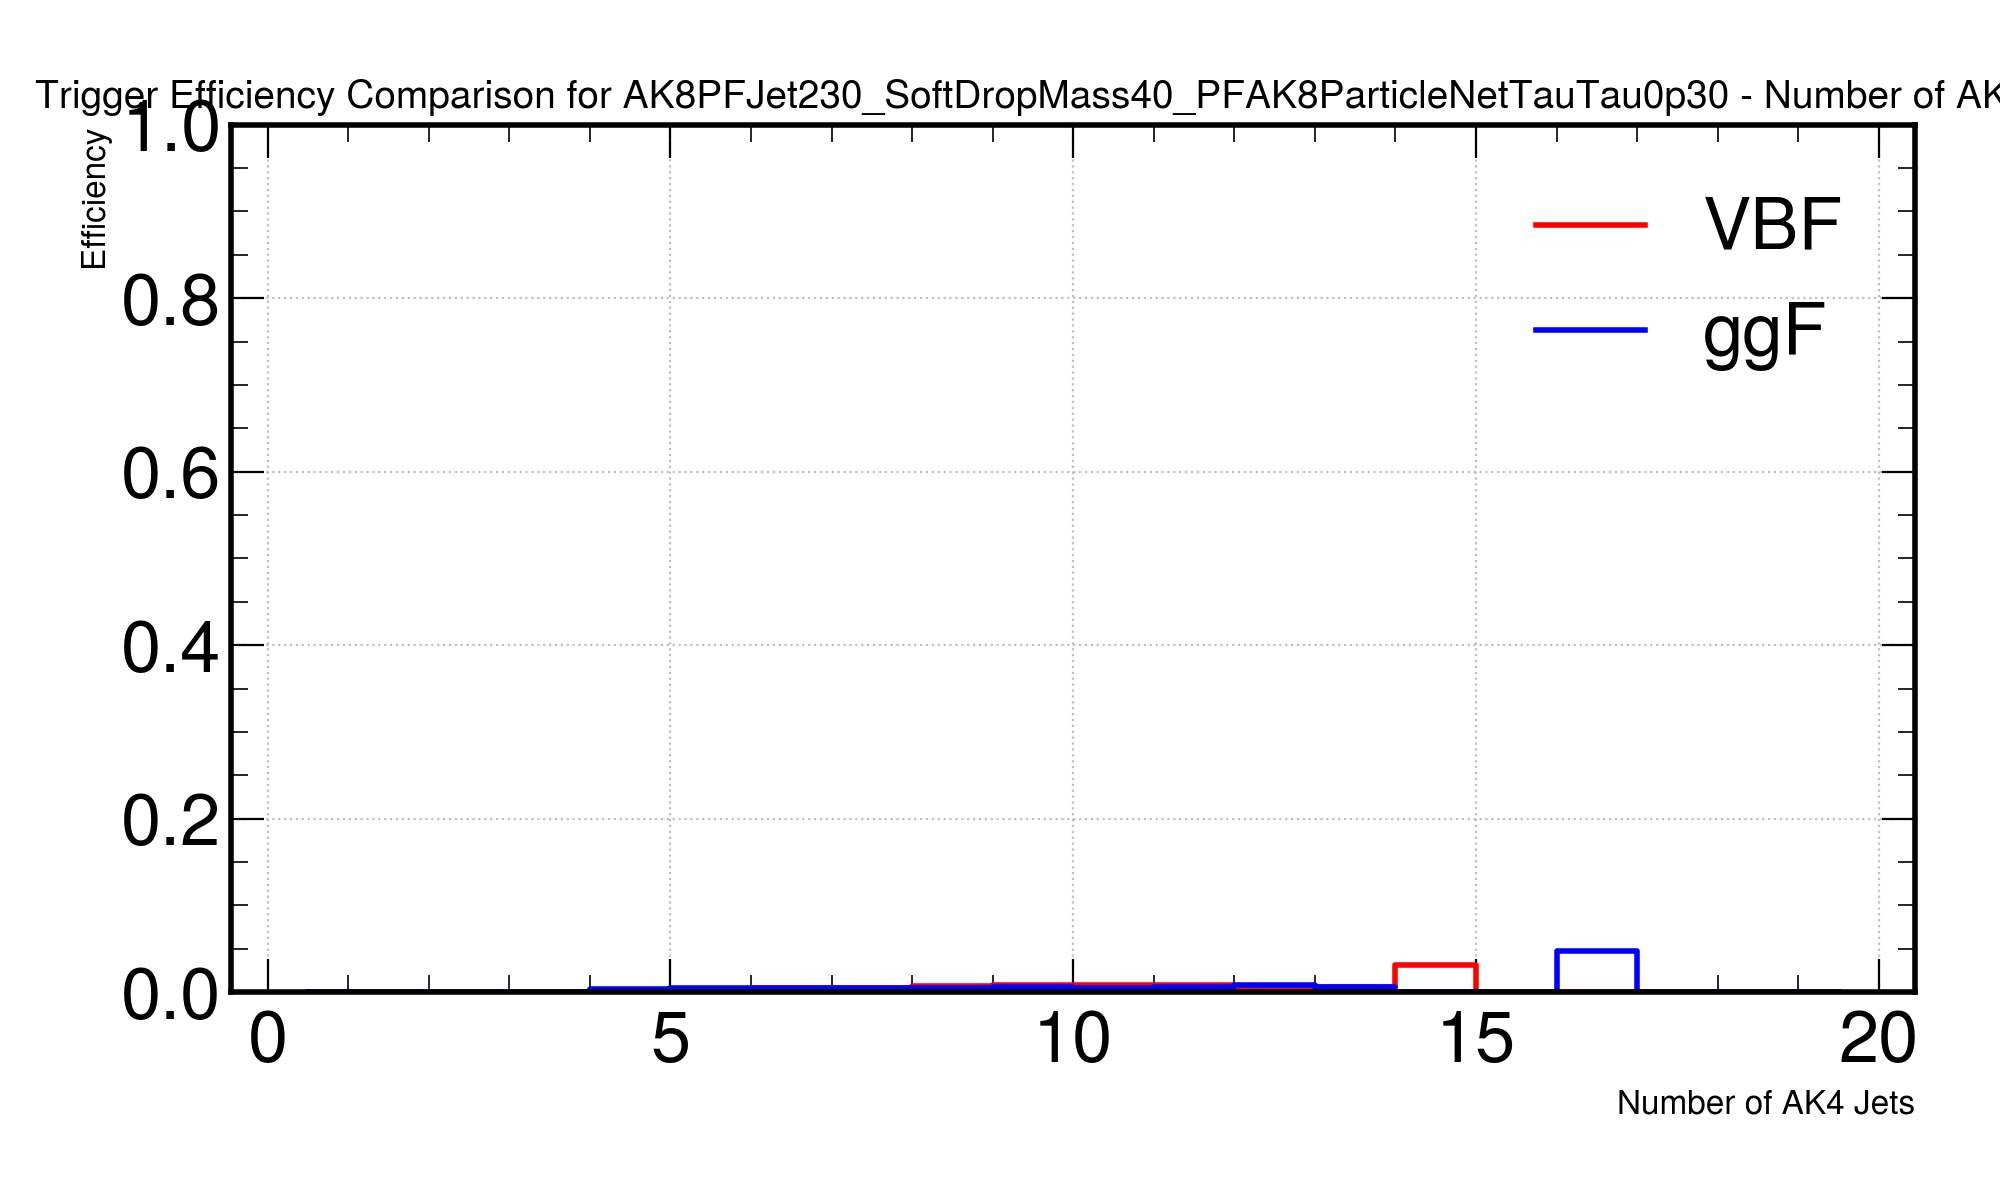 Trigger Efficiency Comparison for AK8PFJet230_SoftDropMass40_PFAK8ParticleNetTauTau0p30 - Number of AK
Efficiency
1.0
0.8
0.6
0.4
0.2
0.0
VBF
ggF
0 5 10 15 20
Number of AK4 Jets